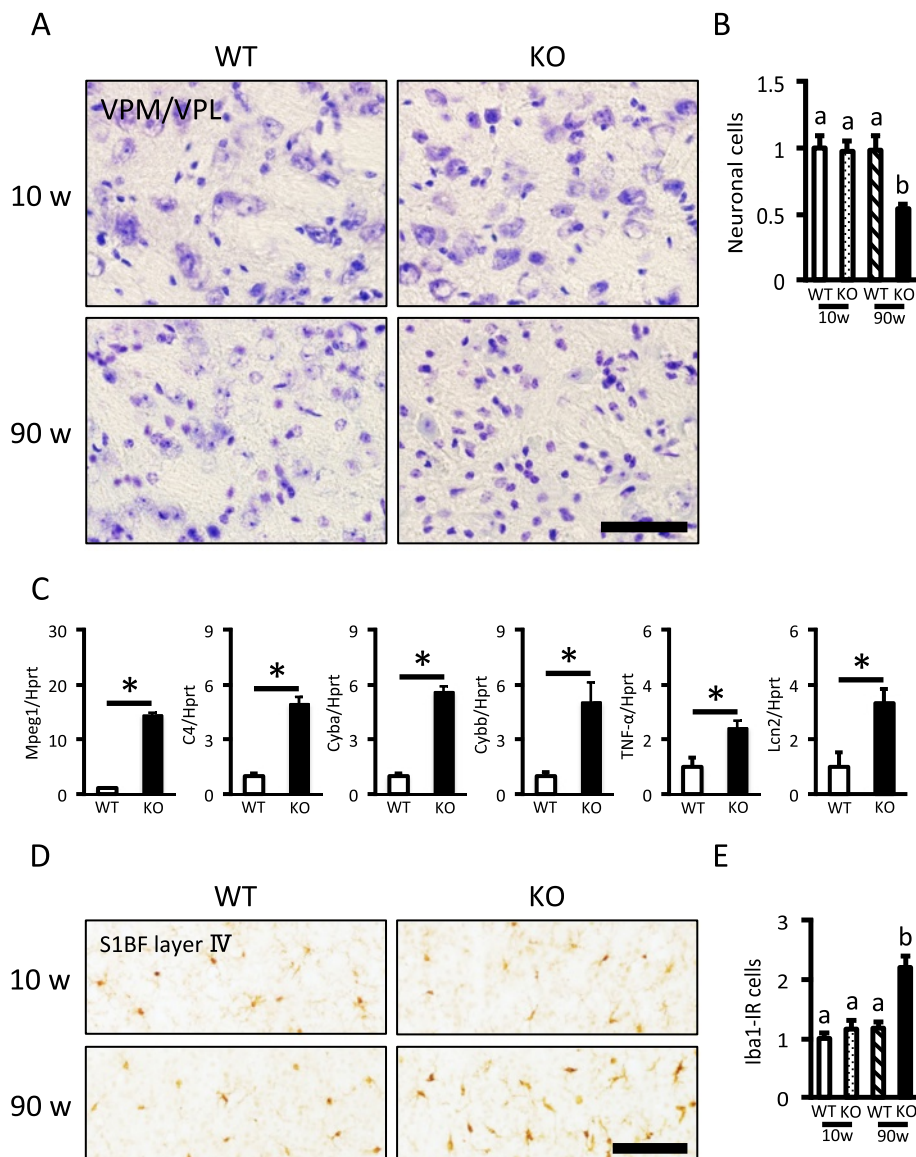 A
B
WT
KO
VPM/VPL
10 w
90 w
1.5
1
0.5
0
Neuronal cells
a
a
a
b
WT KO WT KO
10w 90w
C
30
20
10
0
Mpeg1/Hprt
*
WT KO
9
6
3
0
C4/Hprt
*
WT KO
9
6
3
0
Cyba/Hprt
*
WT KO
9
6
3
0
Cybb/Hprt
*
WT KO
6
4
2
0
TNF-α/Hprt
*
WT KO
6
4
2
0
Lcn2/Hprt
*
WT KO
D
E
WT
KO
S1BF layer Ⅳ
10 w
90 w
3
2
1
0
Iba1-IR cells
a
a
a
b
WT KO WT KO
10w 90w